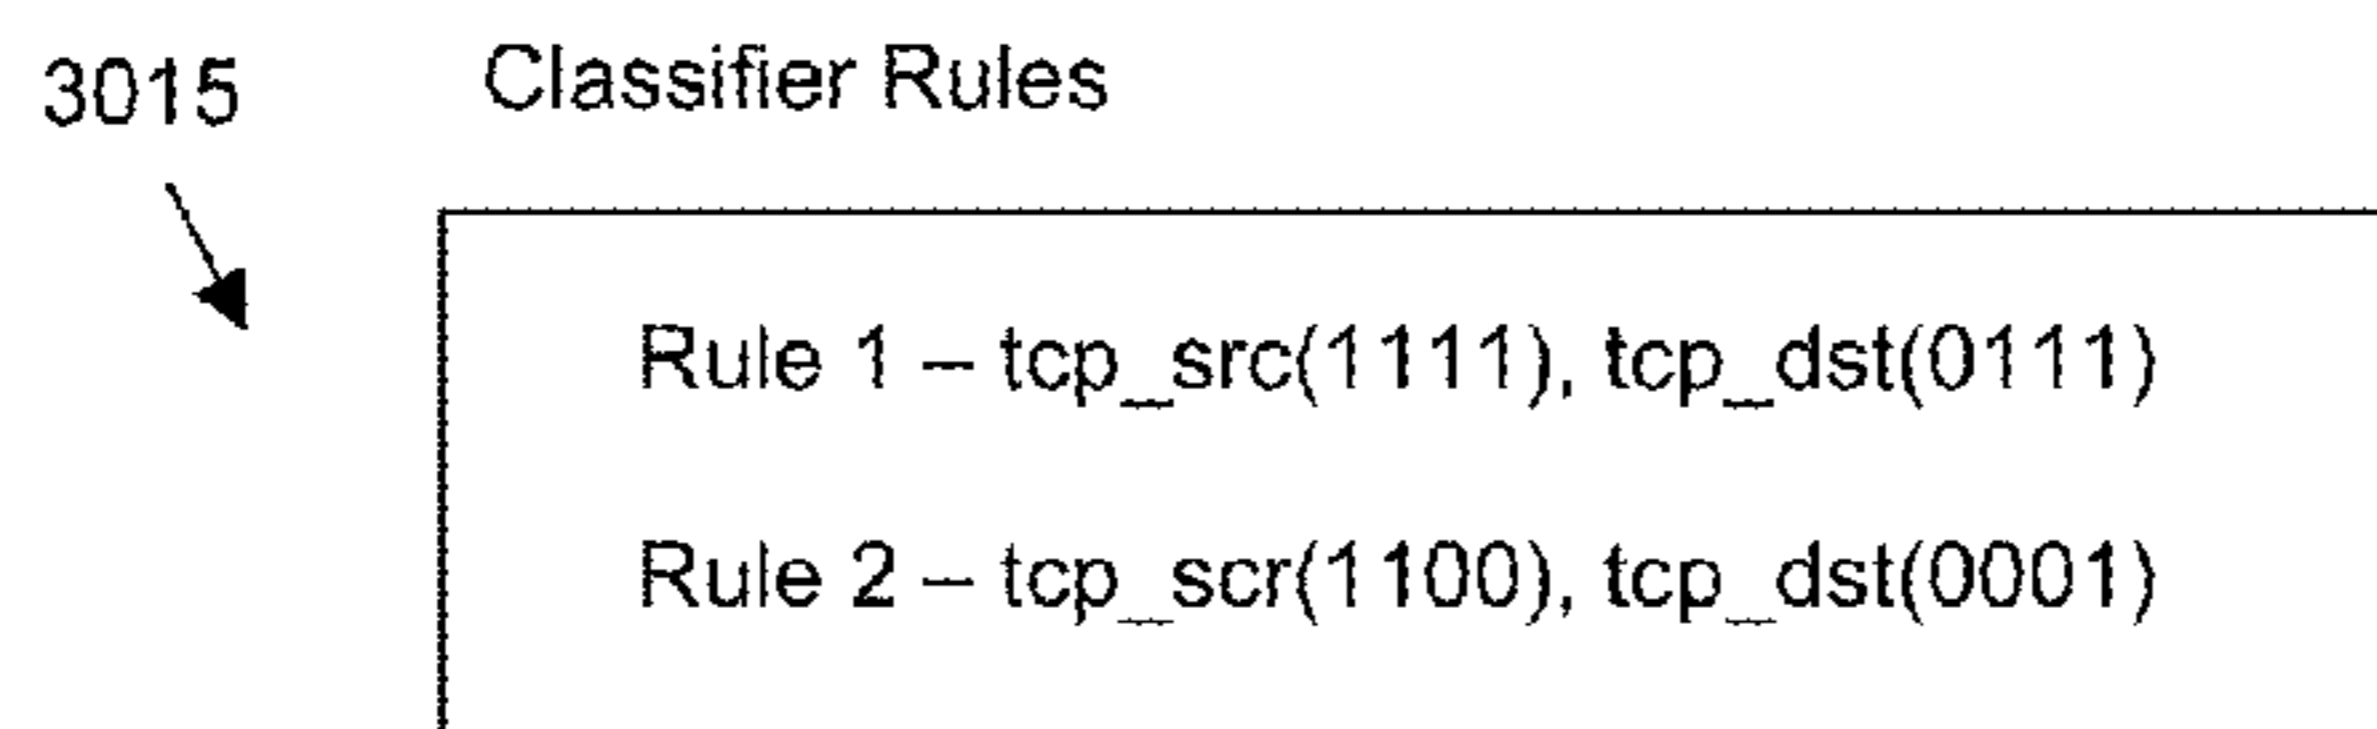 3015
Classifier Rules
Rule 1 – tcp_src(1111), tcp_dst(0111)
Rule 2 – tcp_scr(1100), tcp_dst(0001)